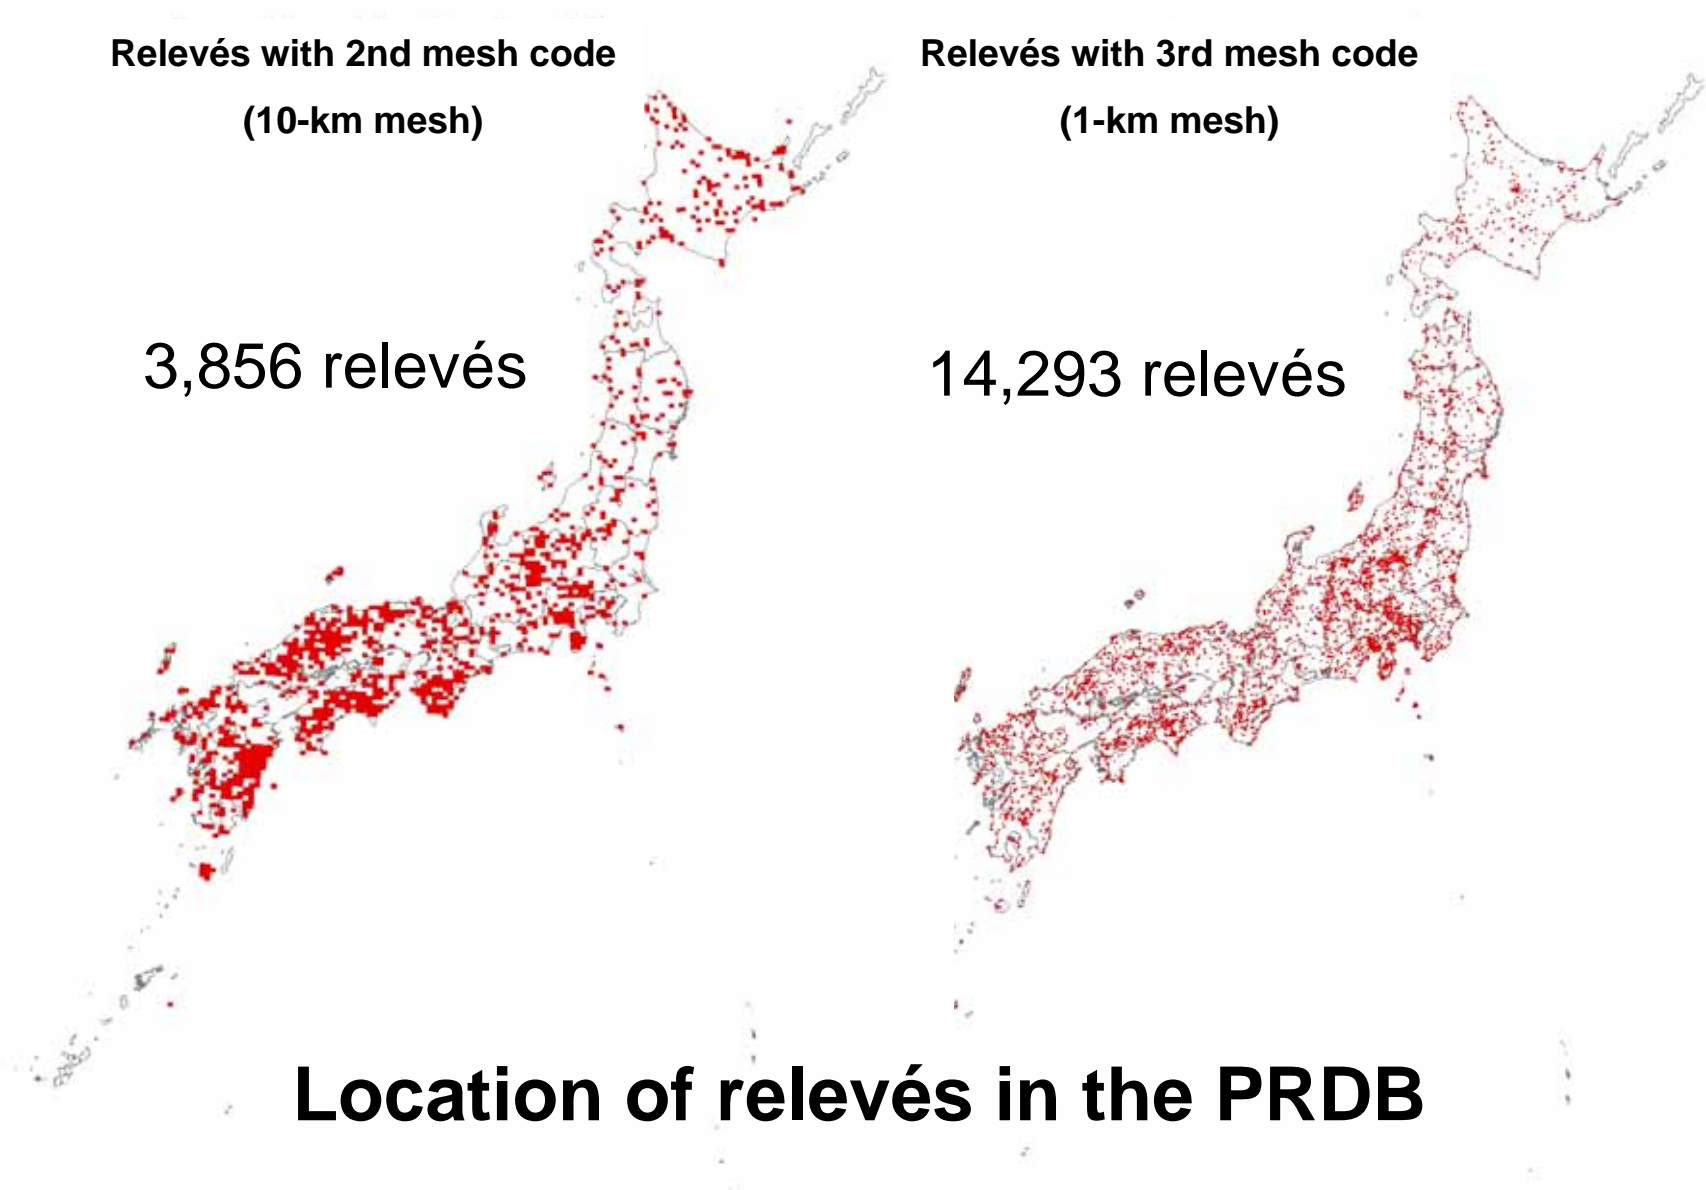 Relevés with 2nd mesh code
(10-km mesh)
Relevés with 3rd mesh code
(1-km mesh)
3,856 relevés
14,293 relevés
Location of relevés in the PRDB